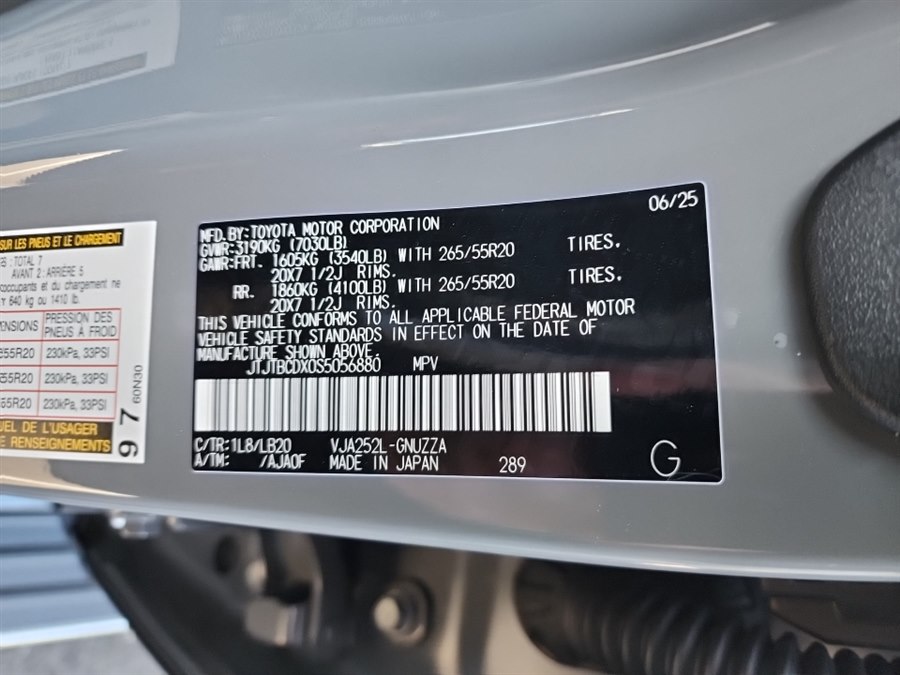 06/25
MFD. BY:TOYOTA MOTOR CORPORATION
GVWR:3190KG (7030LB)
GAWR:FRT. 1605KG (3540LB) WITH 265/55R20 TIRES.
20X7 1/2J RIMS.
RR. 1860KG (4100LB) WITH 265/55R20 TIRES.
20X7 1/2J RIMS.
THIS VEHICLE CONFORMS TO ALL APPLICABLE FEDERAL MOTOR
VEHICLE SAFETY STANDARDS IN EFFECT ON THE DATE OF
MANUFACTURE SHOWN ABOVE.
JTJTBCDX0S5056880 MPV
C/TR:1L8/LB20 VJA252L-GNUZZA
A/TM: /AJA0F MADE IN JAPAN 289
G
SUR LES PNEUS ET LE CHARGEMENT
: TOTAL 7
AVANT 2 : ARRIÈRE 5
occupants et du chargement ne
640 kg ou 1410 lb.
PRESSION DES
PNEUS À FROID
55R20 230kPa, 33PSI
55R20 230kPa, 33PSI
55R20 230kPa, 33PSI
UEL DE L'USAGER
RENSEIGNEMENTS
97
60N30